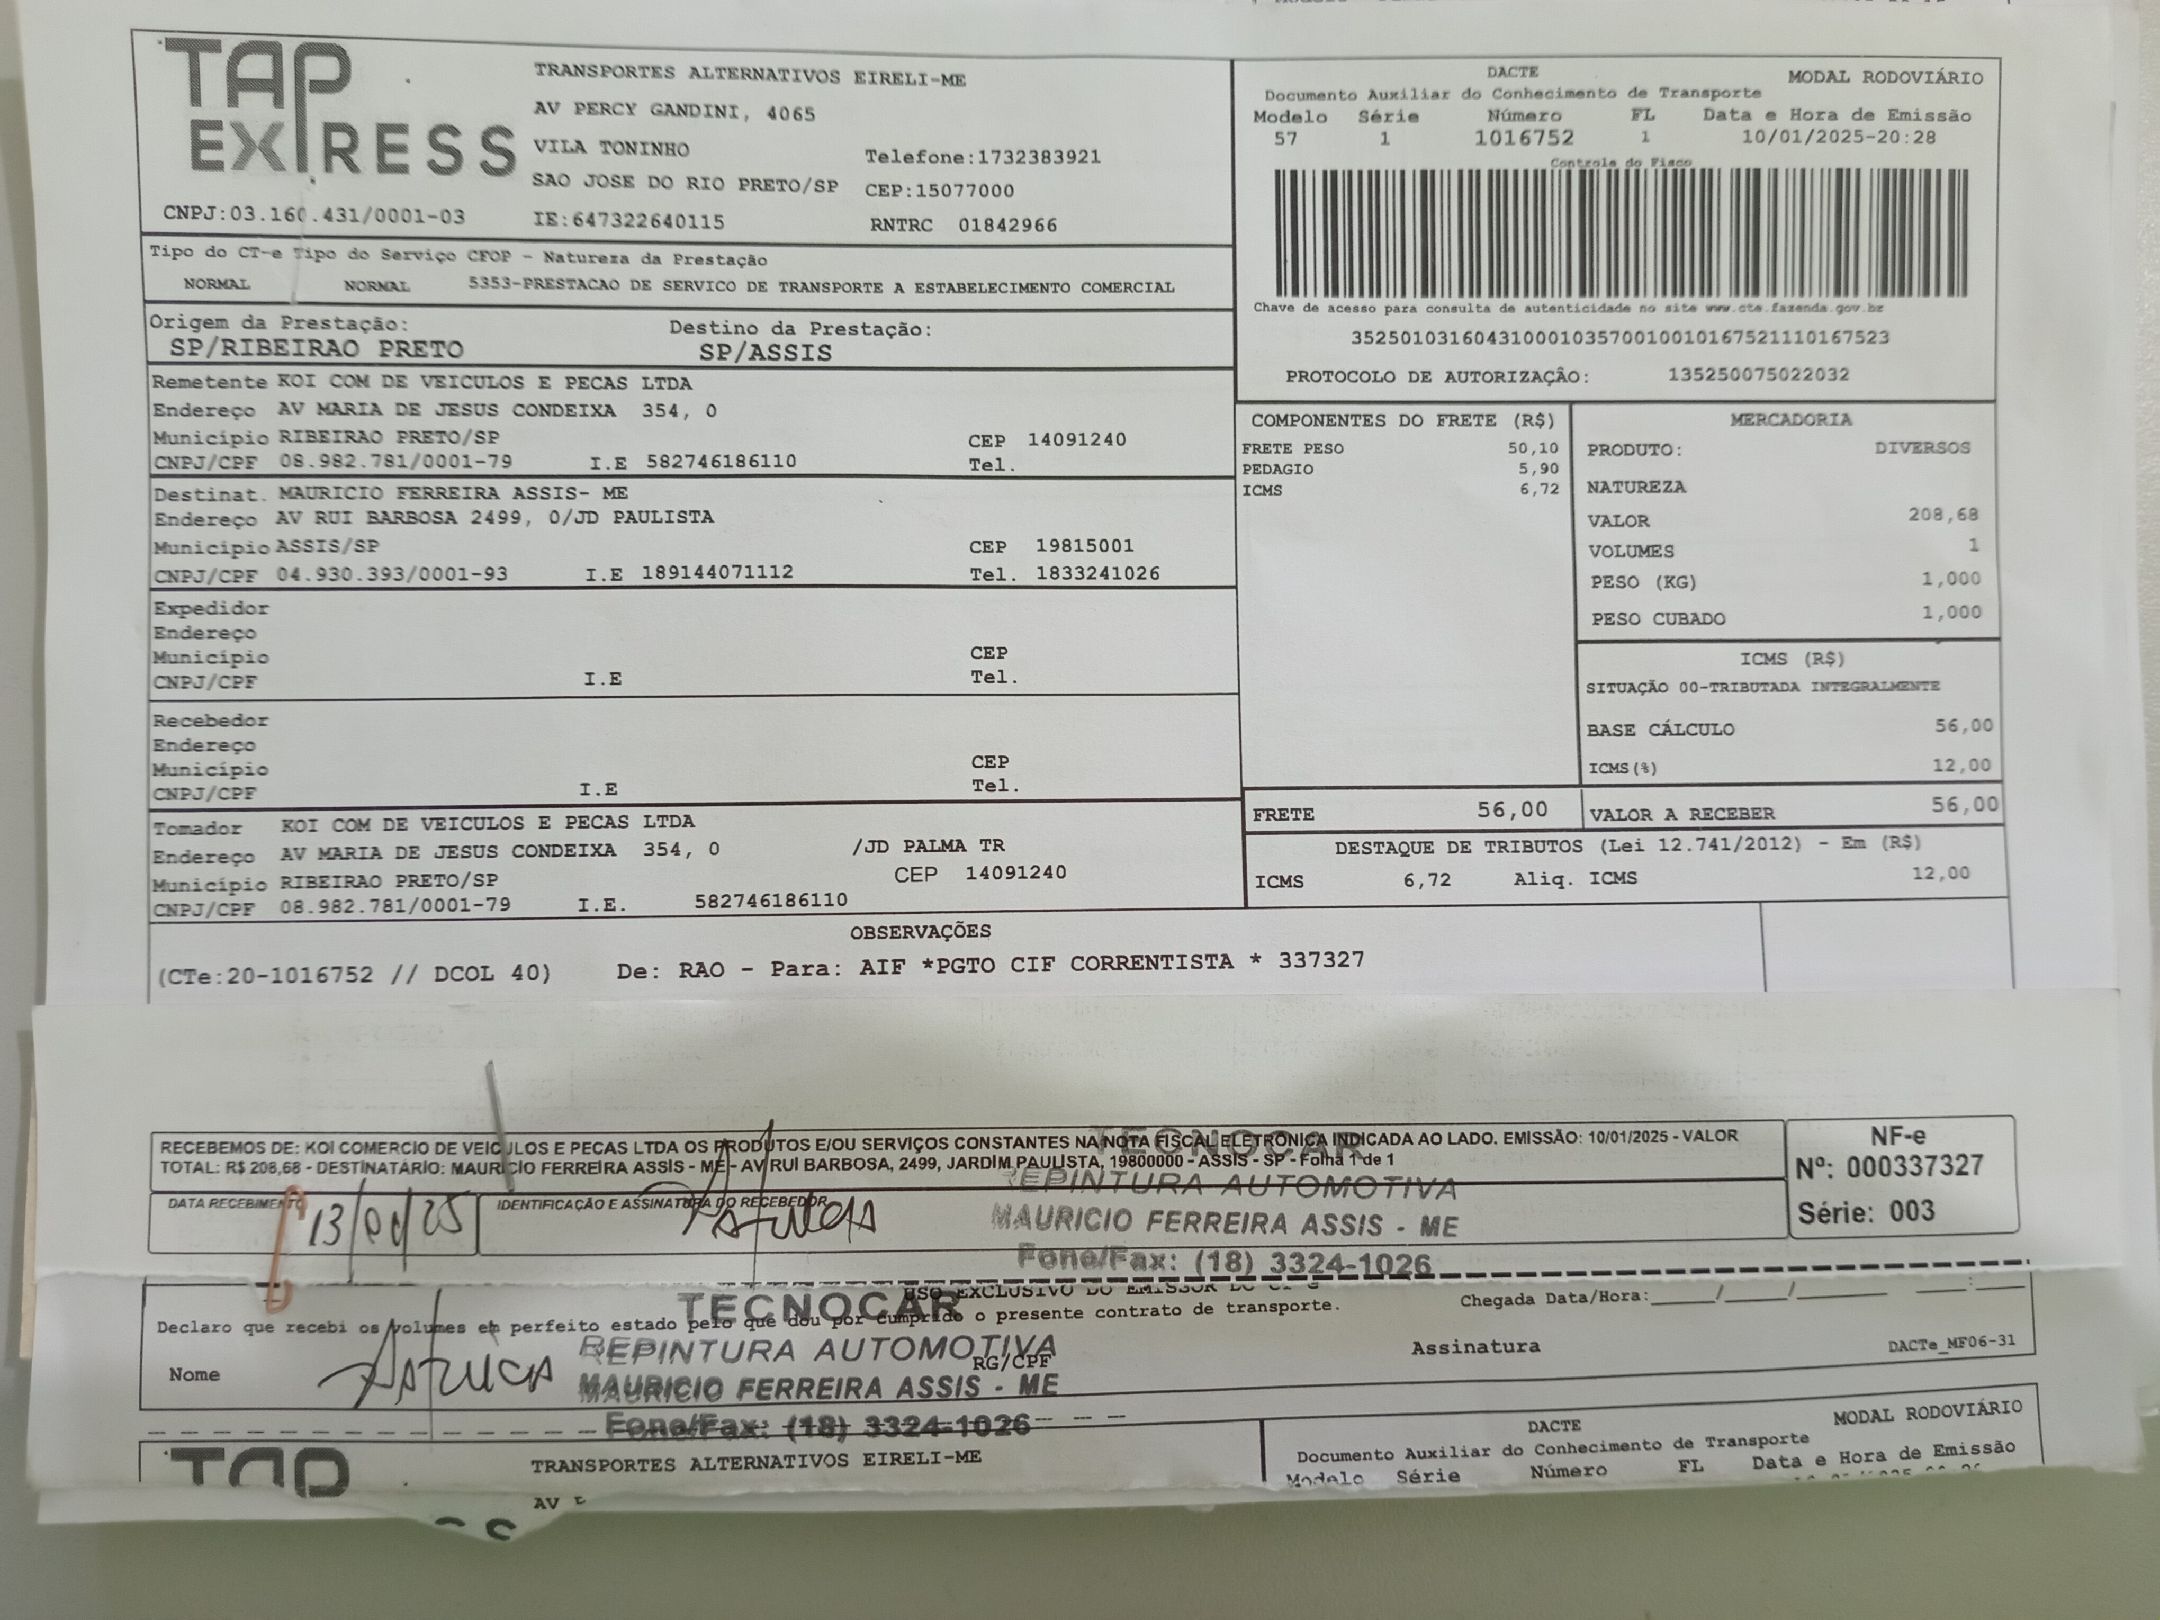 TAP EXPRESS
TRANSPORTES ALTERNATIVOS EIRELI-ME
AV PERCY GANDINI, 4065
VILA TONINHO Telefone:1732383921
SAO JOSE DO RIO PRETO/SP CEP:15077000
CNPJ:03.160.431/0001-03 IE:647322640115 RNTRC 01842966
DACTE MODAL RODOVIÁRIO
Documento Auxiliar do Conhecimento de Transporte
Modelo Série Número FL Data e Hora de Emissão
57 1 1016752 1 10/01/2025-20:28
Controle do Fisco
Chave de acesso para consulta de autenticidade no site www.cte.fazenda.gov.br
35250103160431000103570010010167521110167523
PROTOCOLO DE AUTORIZAÇÃO: 135250075022032
Tipo do CT-e Tipo do Serviço CFOP - Natureza da Prestação
NORMAL NORMAL 5353-PRESTACAO DE SERVICO DE TRANSPORTE A ESTABELECIMENTO COMERCIAL
Origem da Prestação: Destino da Prestação:
SP/RIBEIRAO PRETO SP/ASSIS
Remetente KOI COM DE VEICULOS E PECAS LTDA
Endereço AV MARIA DE JESUS CONDEIXA 354, 0
Município RIBEIRAO PRETO/SP CEP 14091240
CNPJ/CPF 08.982.781/0001-79 I.E 582746186110 Tel.
Destinat. MAURICIO FERREIRA ASSIS- ME
Endereço AV RUI BARBOSA 2499, 0/JD PAULISTA
Município ASSIS/SP CEP 19815001
CNPJ/CPF 04.930.393/0001-93 I.E 189144071112 Tel. 1833241026
Expedidor
Endereço
Município CEP
CNPJ/CPF I.E Tel.
Recebedor
Endereço
Município CEP
CNPJ/CPF I.E Tel.
Tomador KOI COM DE VEICULOS E PECAS LTDA
Endereço AV MARIA DE JESUS CONDEIXA 354, 0 /JD PALMA TR
Município RIBEIRAO PRETO/SP CEP 14091240
CNPJ/CPF 08.982.781/0001-79 I.E. 582746186110
COMPONENTES DO FRETE (R$)
FRETE PESO 50,10
PEDAGIO 5,90
ICMS 6,72
MERCADORIA
PRODUTO: DIVERSOS
NATUREZA
VALOR 208,68
VOLUMES 1
PESO (KG) 1,000
PESO CUBADO 1,000
ICMS (R$)
SITUAÇÃO 00-TRIBUTADA INTEGRALMENTE
BASE CÁLCULO 56,00
ICMS(%) 12,00
FRETE 56,00 VALOR A RECEBER 56,00
DESTAQUE DE TRIBUTOS (Lei 12.741/2012) - Em (R$)
ICMS 6,72 Aliq. ICMS 12,00
OBSERVAÇÕES
(CTe:20-1016752 // DCOL 40) De: RAO - Para: AIF *PGTO CIF CORRENTISTA * 337327
RECEBEMOS DE: KOI COMERCIO DE VEICULOS E PECAS LTDA OS PRODUTOS E/OU SERVIÇOS CONSTANTES NA NOTA FISCAL ELETRÔNICA INDICADA AO LADO. EMISSÃO: 10/01/2025 - VALOR
TOTAL: R$ 208,68 - DESTINATÁRIO: MAURICIO FERREIRA ASSIS - ME - AV RUI BARBOSA, 2499, JARDIM PAULISTA, 19800000 - ASSIS - SP - Folha 1 de 1
NF-e
Nº: 000337327
Série: 003
DATA RECEBIMENTO IDENTIFICAÇÃO E ASSINATURA DO RECEBEDOR
13/01/25
TECNOCAR
REPINTURA AUTOMOTIVA
MAURICIO FERREIRA ASSIS - ME
Fone/Fax: (18) 3324-1026
USO EXCLUSIVO DO EMISSOR DO
Declaro que recebi os volumes em perfeito estado pelo que dou por cumprido o presente contrato de transporte.
Chegada Data/Hora:____/____/______ ___:___
Nome RG/CPF Assinatura DACTe_MF06-31
TECNOCAR
REPINTURA AUTOMOTIVA
MAURICIO FERREIRA ASSIS - ME
Fone/Fax: (18) 3324-1026
TAP
TRANSPORTES ALTERNATIVOS EIRELI-ME
AV
DACTE MODAL RODOVIÁRIO
Documento Auxiliar do Conhecimento de Transporte
Modelo Série Número FL Data e Hora de Emissão